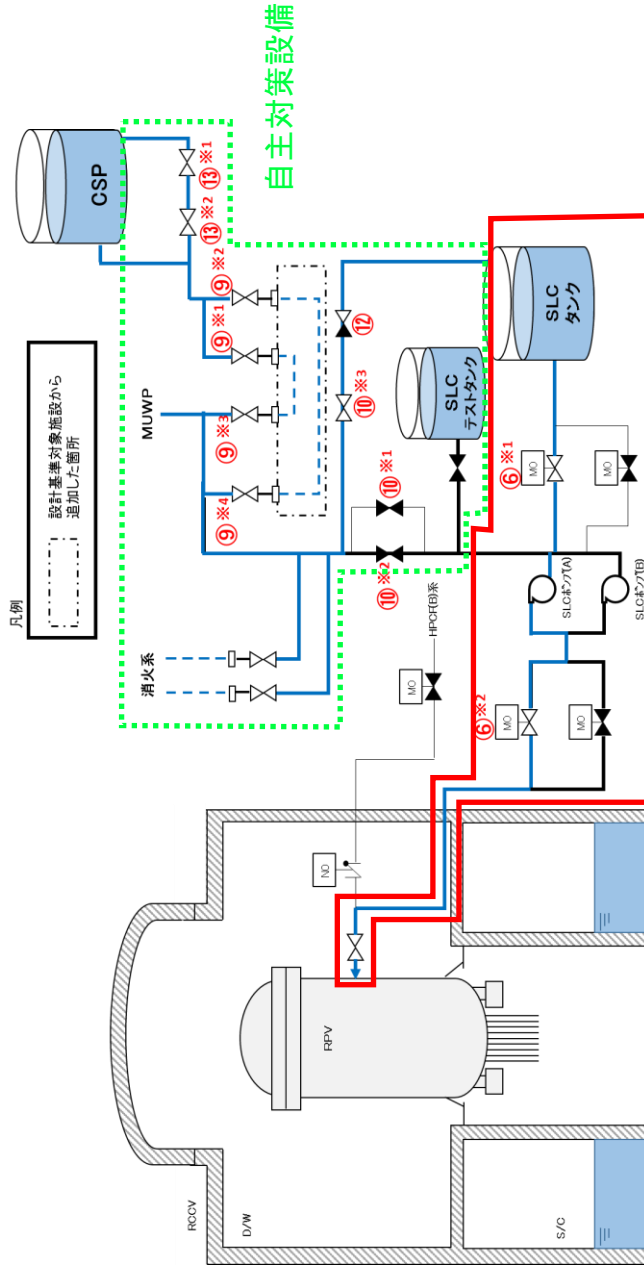 凡例
設計基準対象施設から
追加した箇所
自主対策設備
CSP
⑬※1
⑬※2
MUWP
⑨※2
⑨※1
⑨※3
⑨※4
消火系
⑫
⑩※3
SLC
テストタンク
SLC
タンク
⑩※1
⑩※2
HPCF(B)系
MO
MO
⑥※1
MO
SLCポンプ(A)
SLCポンプ(B)
MO
⑥※2
MO
NO
RPV
RCCV
D/W
S/C